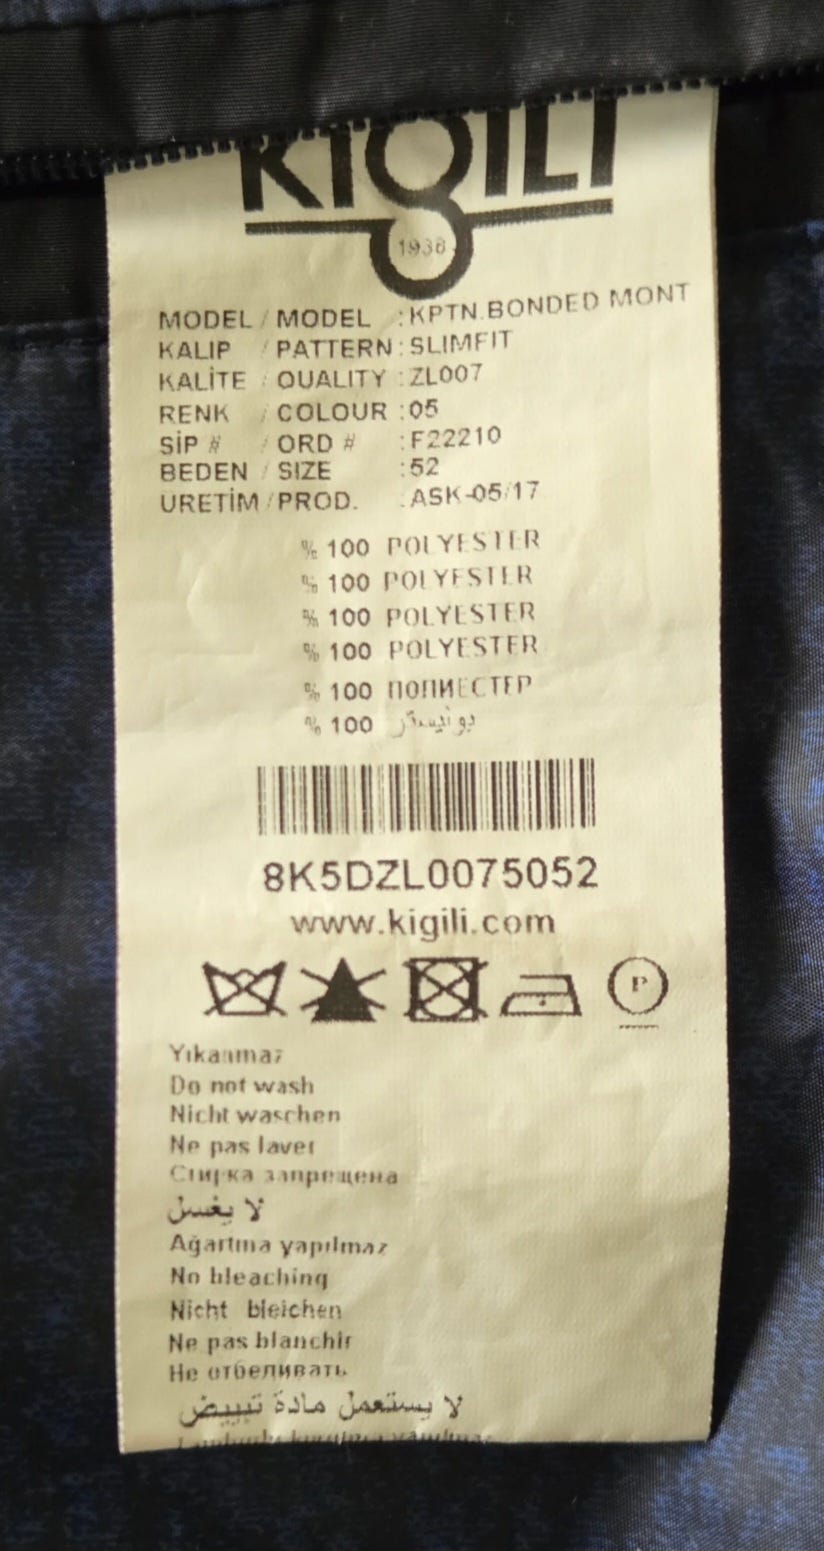 KIGILI
1938
MODEL / MODEL : KPTN.BONDED MONT
KALIP / PATTERN : SLIMFIT
KALİTE / QUALITY : ZL007
RENK / COLOUR : 05
SİP # / ORD # : F22210
BEDEN / SIZE : 52
URETİM / PROD. : ASK-05/17
% 100 POLYESTER
% 100 POLYESTER
% 100 POLYESTER
% 100 POLYESTER
% 100 ПОЛИЕСТЕР
% 100
8K5DZL0075052
www.kigili.com
P
Yıkanmaz
Do not wash
Nicht waschen
Ne pas laver
Стирка запрещена
لا يغسل
Ağartma yapılmaz
No bleaching
Nicht bleichen
Ne pas blanchir
Не отбеливать
لا يستعمل مادة تبييض